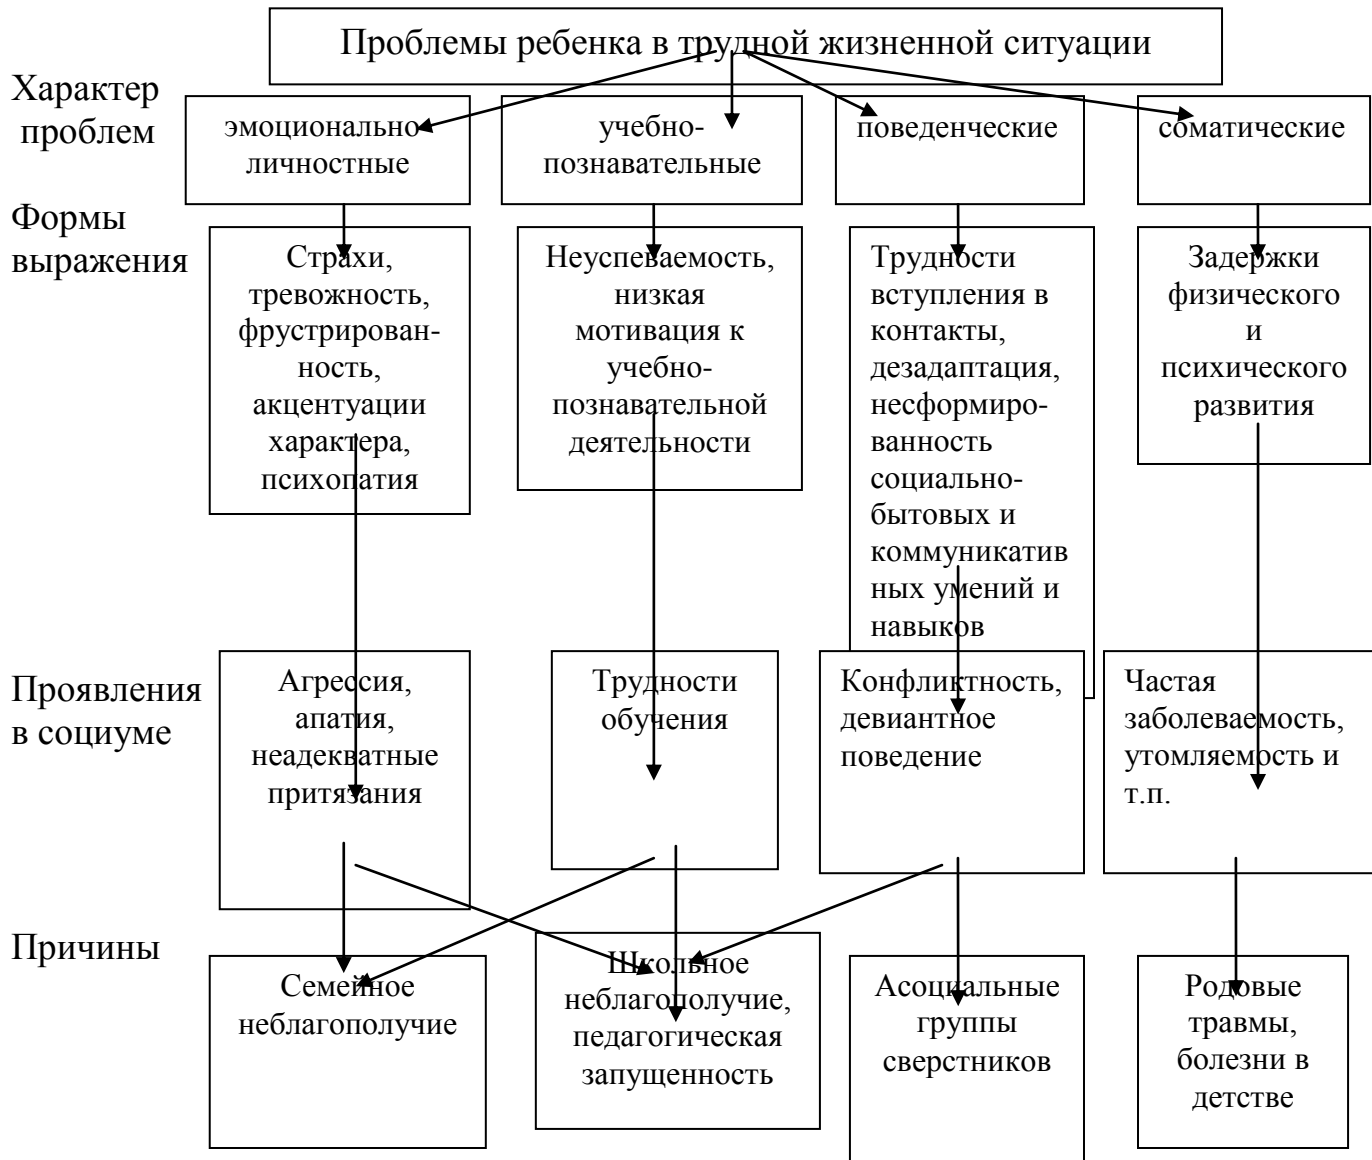 Проблемы ребенка в трудной жизненной ситуации
Характер
проблем
эмоционально
личностные
учебно-
познавательные
поведенческие
соматические
Формы
выражения
Страхи,
тревожность,
фрустрирован-
ность,
акцентуации
характера,
психопатия
Неуспеваемость,
низкая
мотивация к
учебно-
познавательной
деятельности
Трудности
вступления в
контакты,
дезадаптация,
несформиро-
ванность
социально-
бытовых и
коммуникатив
ных умений и
навыков
Задержки
физического
и
психического
развития
Проявления
в социуме
Агрессия,
апатия,
неадекватные
притязания
Трудности
обучения
Конфликтность,
девиантное
поведение
Частая
заболеваемость,
утомляемость и
т.п.
Причины
Семейное
неблагополучие
Школьное
неблагополучие,
педагогическая
запущенность
Асоциальные
группы
сверстников
Родовые
травмы,
болезни в
детстве